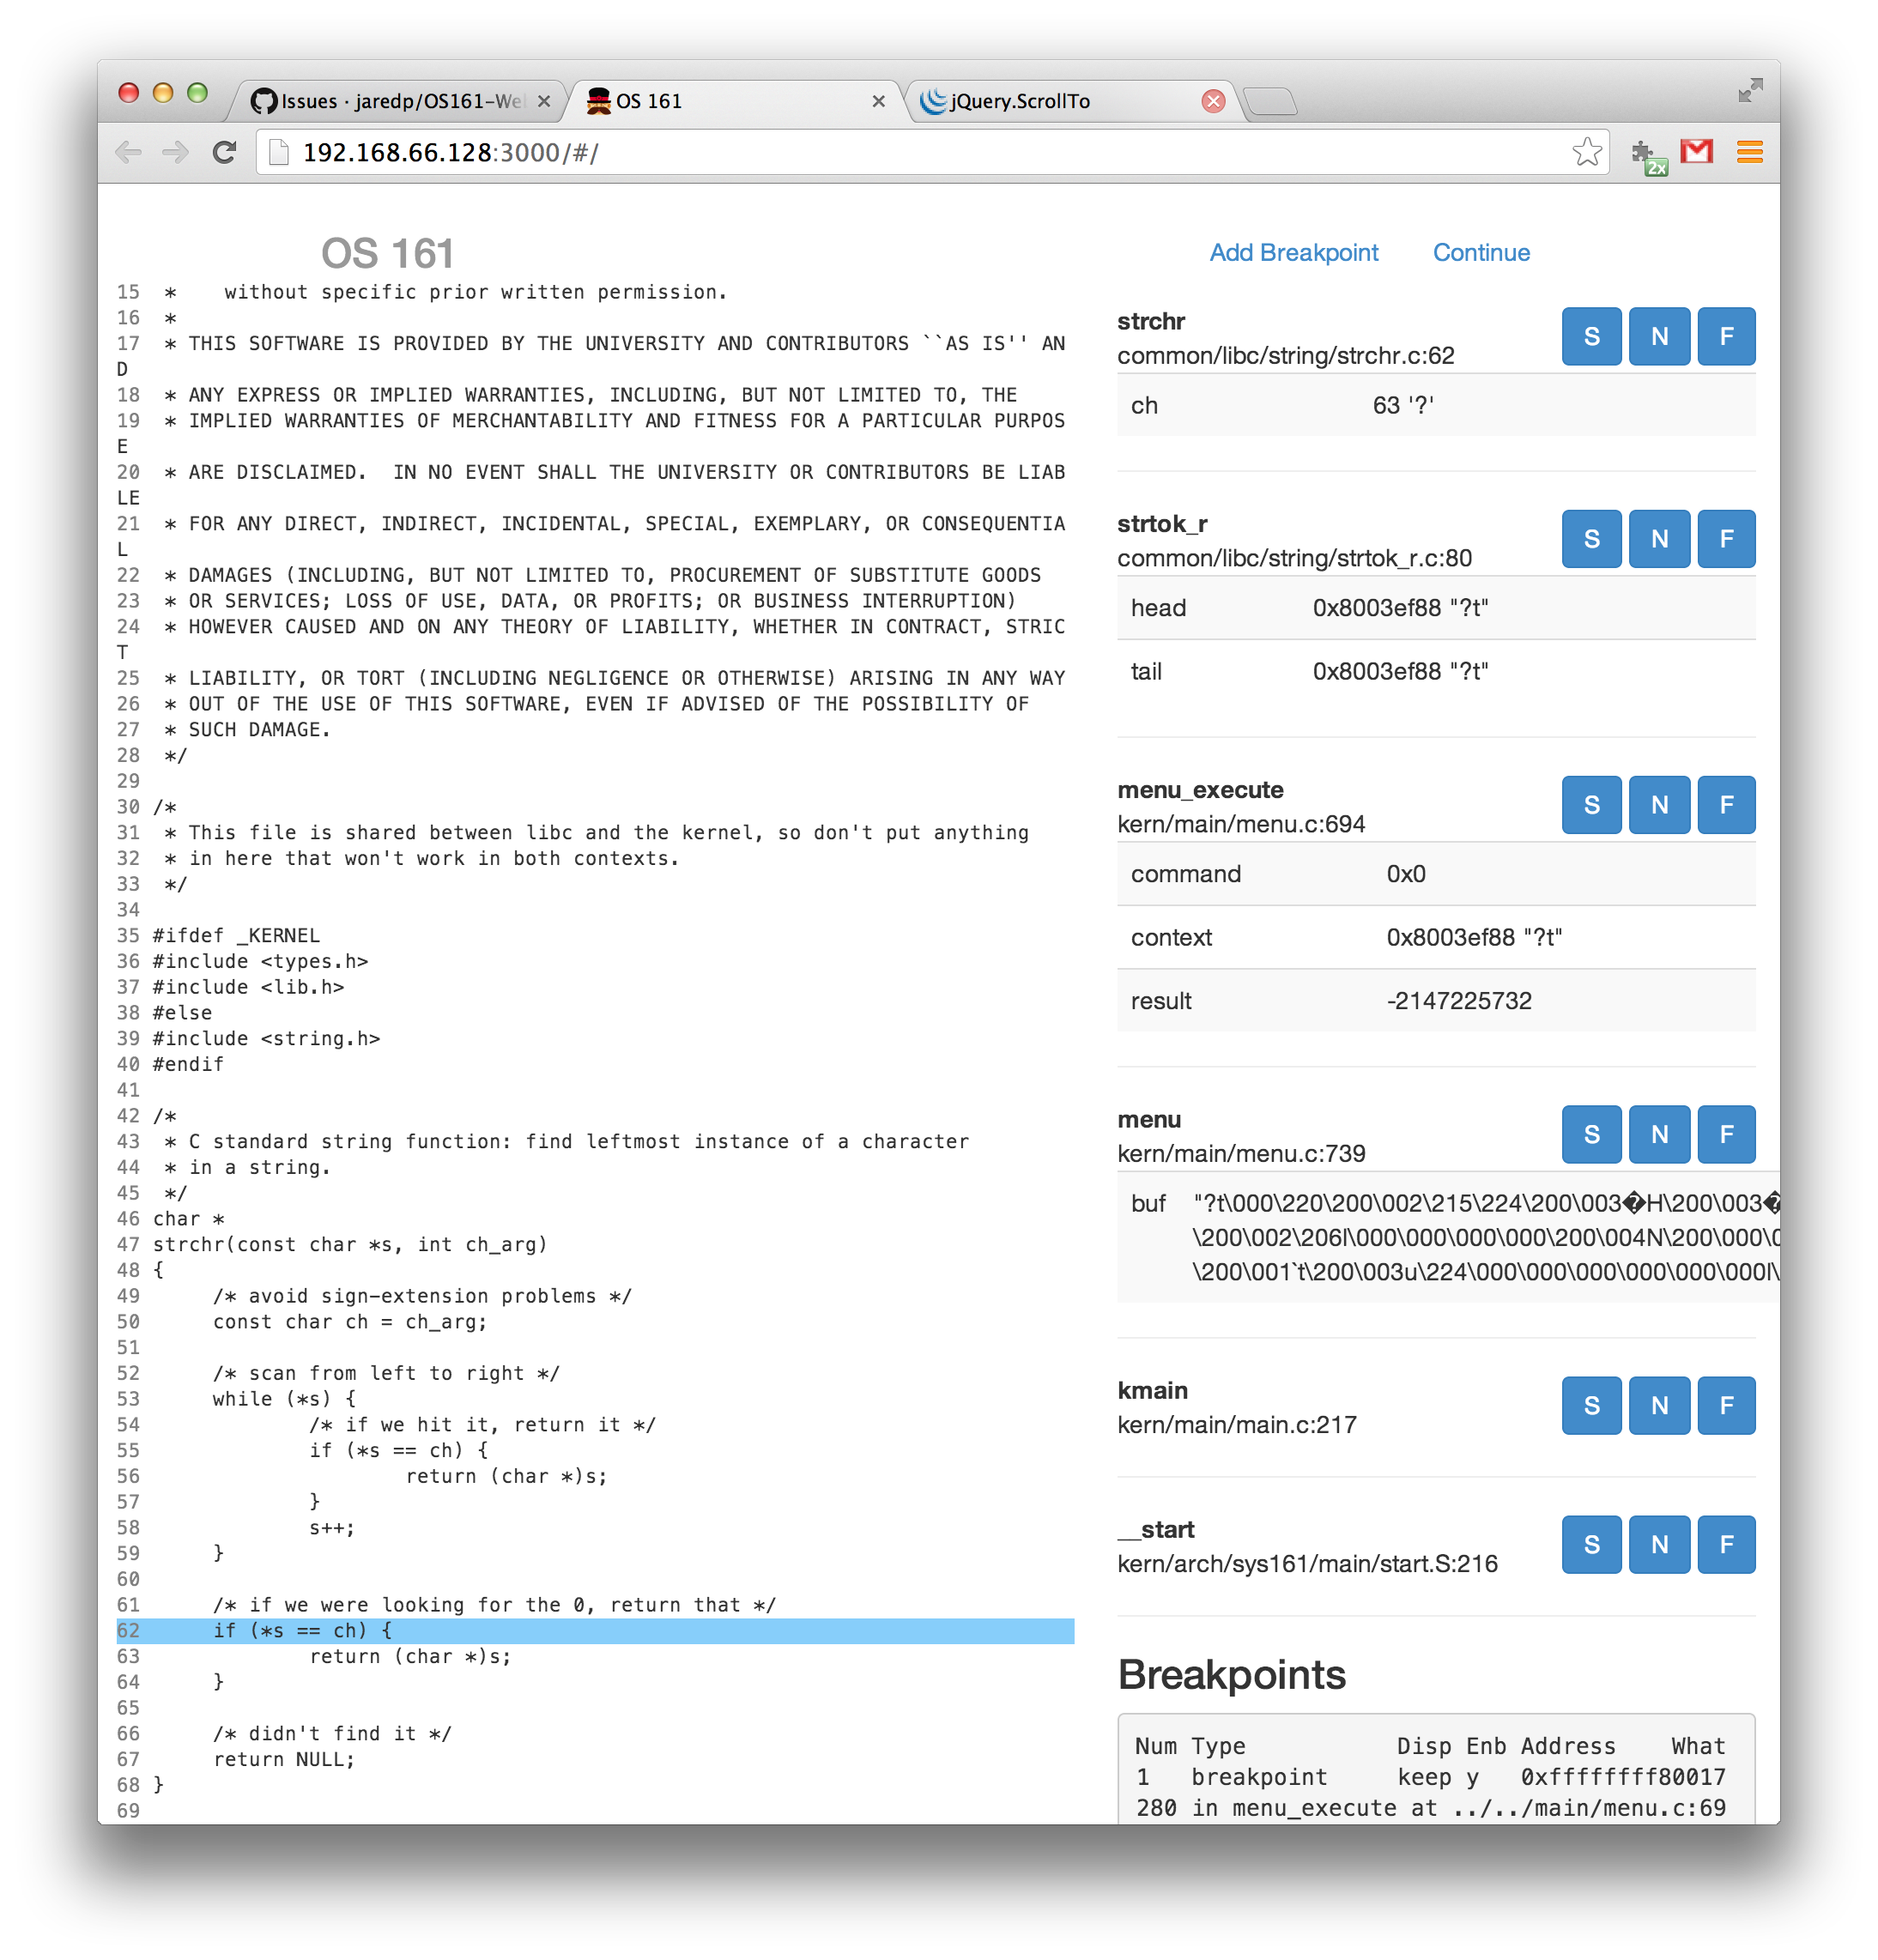 Issues · jaredp/OS161-We
OS 161
jQuery.ScrollTo
192.168.66.128:3000/#/
2x
OS 161
15  *    without specific prior written permission.
16  *
17  * THIS SOFTWARE IS PROVIDED BY THE UNIVERSITY AND CONTRIBUTORS ``AS IS'' AN
D
18  * ANY EXPRESS OR IMPLIED WARRANTIES, INCLUDING, BUT NOT LIMITED TO, THE
19  * IMPLIED WARRANTIES OF MERCHANTABILITY AND FITNESS FOR A PARTICULAR PURPOS
E
20  * ARE DISCLAIMED.  IN NO EVENT SHALL THE UNIVERSITY OR CONTRIBUTORS BE LIAB
LE
21  * FOR ANY DIRECT, INDIRECT, INCIDENTAL, SPECIAL, EXEMPLARY, OR CONSEQUENTIA
L
22  * DAMAGES (INCLUDING, BUT NOT LIMITED TO, PROCUREMENT OF SUBSTITUTE GOODS
23  * OR SERVICES; LOSS OF USE, DATA, OR PROFITS; OR BUSINESS INTERRUPTION)
24  * HOWEVER CAUSED AND ON ANY THEORY OF LIABILITY, WHETHER IN CONTRACT, STRIC
T
25  * LIABILITY, OR TORT (INCLUDING NEGLIGENCE OR OTHERWISE) ARISING IN ANY WAY
26  * OUT OF THE USE OF THIS SOFTWARE, EVEN IF ADVISED OF THE POSSIBILITY OF
27  * SUCH DAMAGE.
28  */
29
30 /*
31  * This file is shared between libc and the kernel, so don't put anything
32  * in here that won't work in both contexts.
33  */
34
35 #ifdef _KERNEL
36 #include <types.h>
37 #include <lib.h>
38 #else
39 #include <string.h>
40 #endif
41
42 /*
43  * C standard string function: find leftmost instance of a character
44  * in a string.
45  */
46 char *
47 strchr(const char *s, int ch_arg)
48 {
49      /* avoid sign-extension problems */
50      const char ch = ch_arg;
51
52      /* scan from left to right */
53      while (*s) {
54              /* if we hit it, return it */
55              if (*s == ch) {
56                      return (char *)s;
57              }
58              s++;
59      }
60
61      /* if we were looking for the 0, return that */
62      if (*s == ch) {
63              return (char *)s;
64      }
65
66      /* didn't find it */
67      return NULL;
68 }
69
Add Breakpoint    Continue
strchr
common/libc/string/strchr.c:62
S N F
ch    63 '?'
strtok_r
common/libc/string/strtok_r.c:80
S N F
head    0x8003ef88 "?t"
tail    0x8003ef88 "?t"
menu_execute
kern/main/menu.c:694
S N F
command    0x0
context    0x8003ef88 "?t"
result    -2147225732
menu
kern/main/menu.c:739
S N F
buf    "?t\000\220\200\002\215\224\200\003�H\200\003�
\200\002\206l\000\000\000\000\200\004N\200\000\0
\200\001`t\200\003u\224\000\000\000\000\000\000l\
kmain
kern/main/main.c:217
S N F
__start
kern/arch/sys161/main/start.S:216
S N F
Breakpoints
Num Type           Disp Enb Address    What
1   breakpoint     keep y   0xffffffff80017
280 in menu_execute at ../../main/menu.c:69